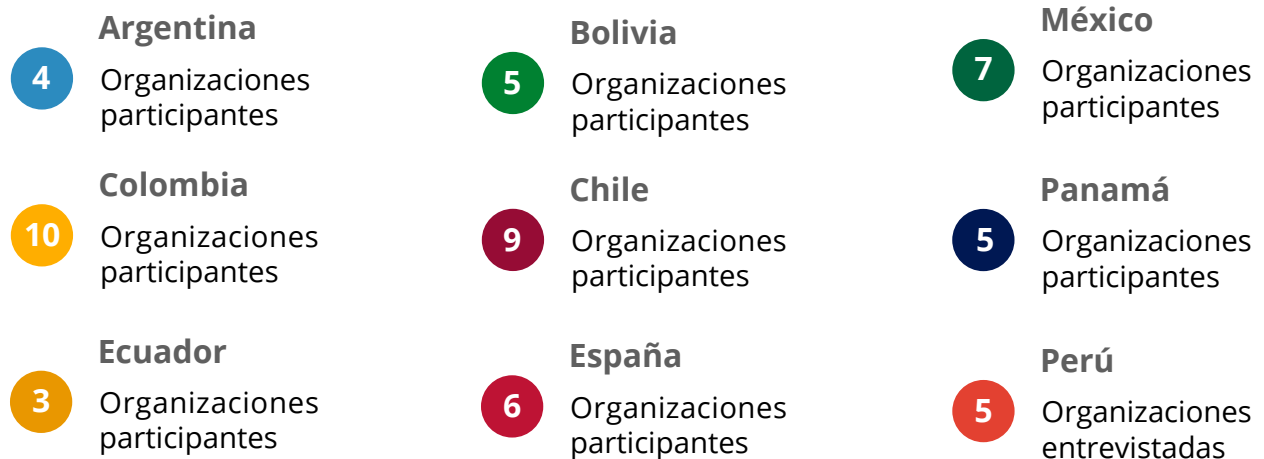 Argentina
4
Organizaciones
participantes
Bolivia
5
Organizaciones
participantes
México
7
Organizaciones
participantes
Colombia
10
Organizaciones
participantes
Chile
9
Organizaciones
participantes
Panamá
5
Organizaciones
participantes
Ecuador
3
Organizaciones
participantes
España
6
Organizaciones
participantes
Perú
5
Organizaciones
entrevistadas